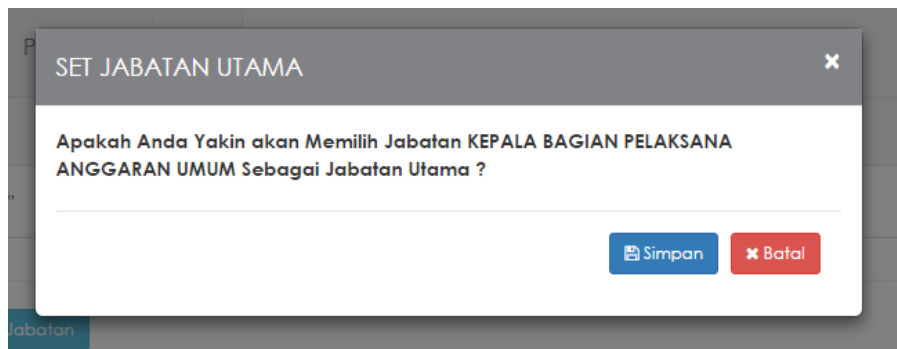 P
SET JABATAN UTAMA
Apakah Anda Yakin akan Memilih Jabatan KEPALA BAGIAN PELAKSANA
ANGGARAN UMUM Sebagai Jabatan Utama ?
"
Simpan
Batal
Jabatan